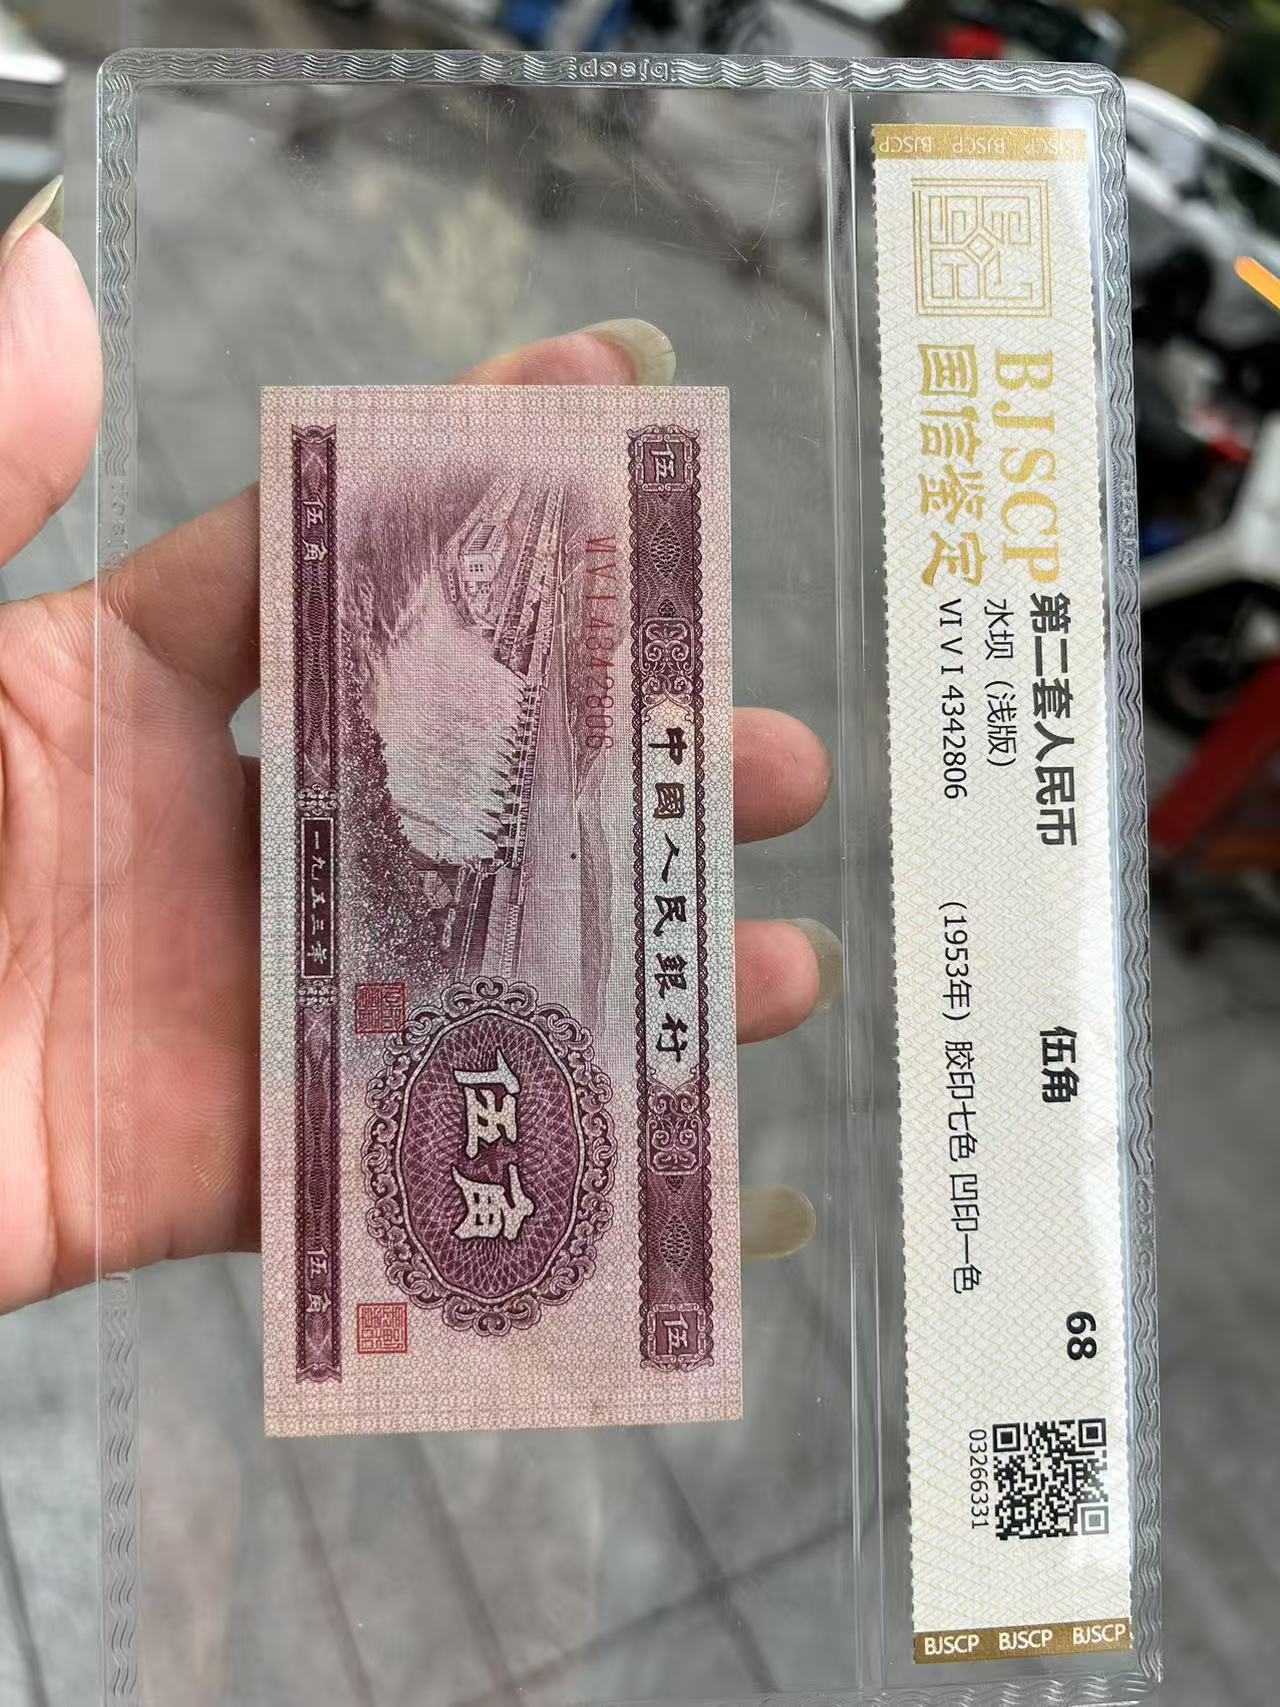 bjscp
BJSCP BJSCP BJSCP
BJSCP
国信鉴定
第二套人民币 伍角 68
水坝（浅版）
VI V I 4342806 （1953年）胶印七色 凹印一色
03266331
BJSCP BJSCP BJSCP
伍 中國人民銀行 伍
VI V I 4342806
伍角
伍角 一九五三年 伍角